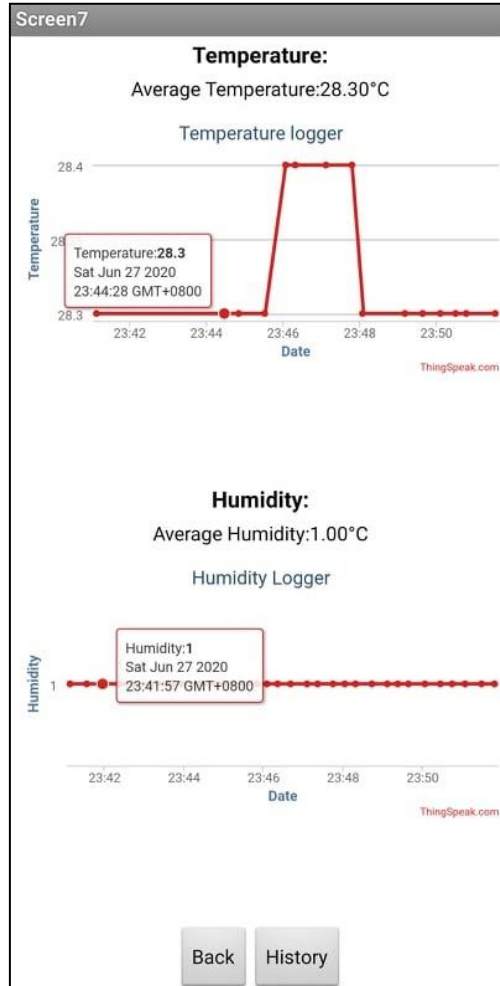 Screen7
Temperature:
Average Temperature:28.30°C
Temperature logger
28.4
28
28.3
Temperature
Temperature:28.3
Sat Jun 27 2020
23:44:28 GMT+0800
23:42 23:44 23:46 23:48 23:50
Date
ThingSpeak.com
Humidity:
Average Humidity:1.00°C
Humidity Logger
Humidity
1
Humidity:1
Sat Jun 27 2020
23:41:57 GMT+0800
23:42 23:44 23:46 23:48 23:50
Date
ThingSpeak.com
Back History